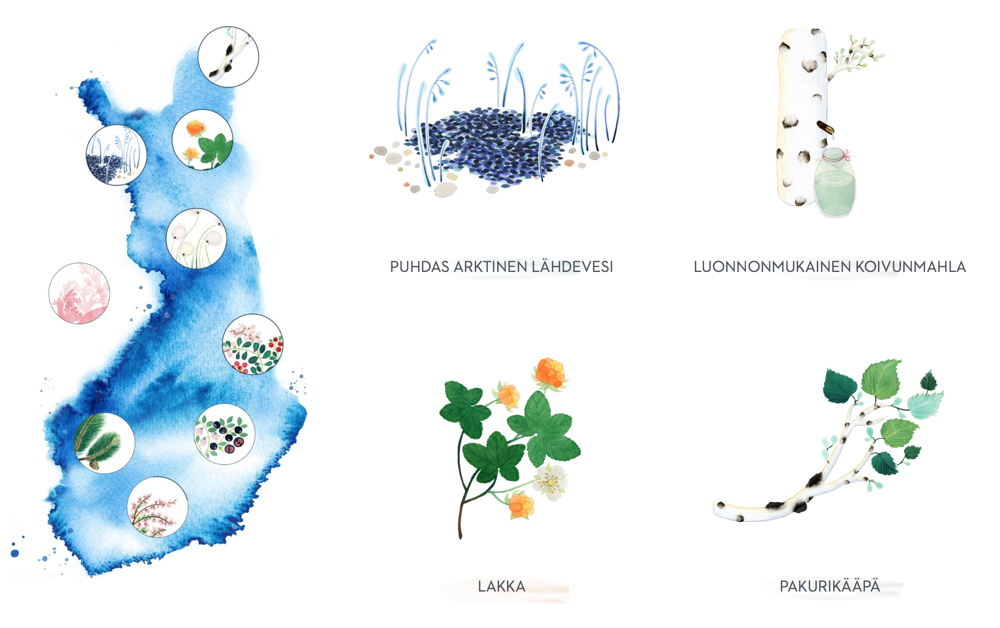 PUHDAS ARKTINEN LÄHDEVESI
LUONNONMUKAINEN KOIVUNMAHLA
LAKKA
PAKURIKÄÄPÄ